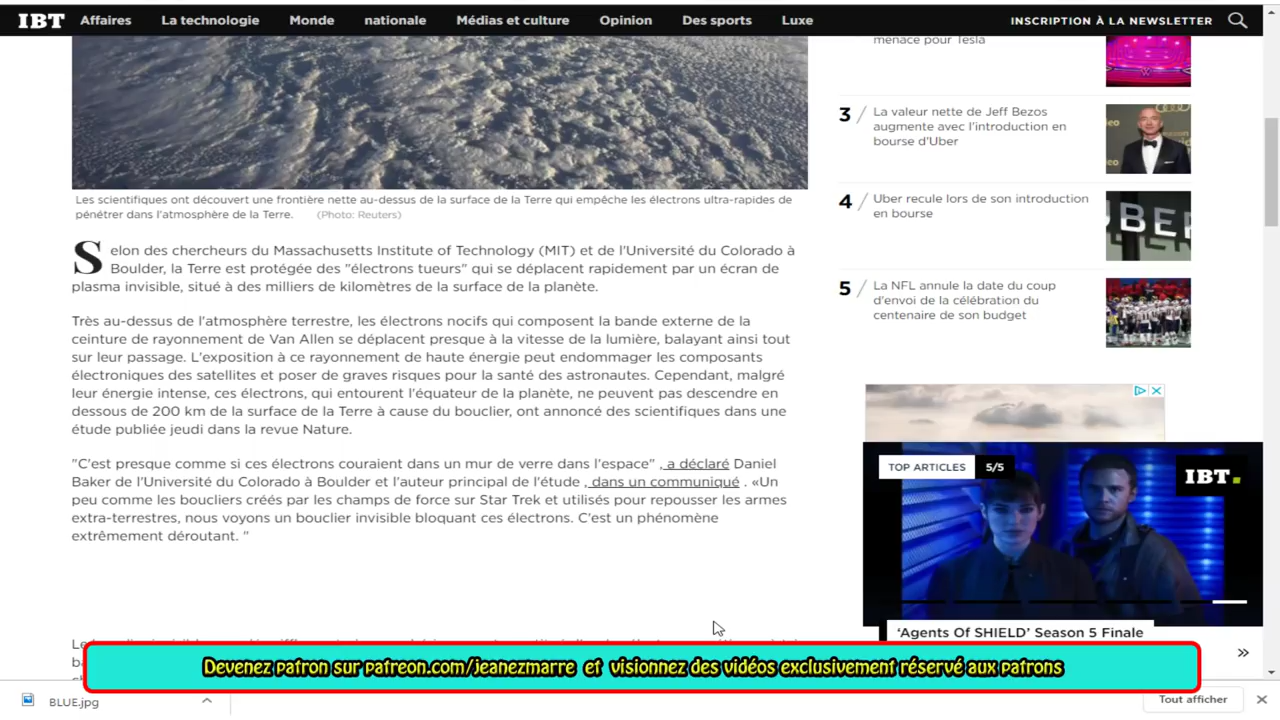 IBT Affaires La technologie Monde nationale Médias et culture Opinion Des sports Luxe INSCRIPTION À LA NEWSLETTER
Les scientifiques ont découvert une frontière nette au-dessus de la surface de la Terre qui empêche les électrons ultra-rapides de
pénétrer dans l'atmosphère de la Terre. (Photo: Reuters)
Selon des chercheurs du Massachusetts Institute of Technology (MIT) et de l'Université du Colorado à
Boulder, la Terre est protégée des "électrons tueurs" qui se déplacent rapidement par un écran de
plasma invisible, situé à des milliers de kilomètres de la surface de la planète.
Très au-dessus de l'atmosphère terrestre, les électrons nocifs qui composent la bande externe de la
ceinture de rayonnement de Van Allen se déplacent presque à la vitesse de la lumière, balayant ainsi tout
sur leur passage. L'exposition à ce rayonnement de haute énergie peut endommager les composants
électroniques des satellites et poser de graves risques pour la santé des astronautes. Cependant, malgré
leur énergie intense, ces électrons, qui entourent l'équateur de la planète, ne peuvent pas descendre en
dessous de 200 km de la surface de la Terre à cause du bouclier, ont annoncé des scientifiques dans une
étude publiée jeudi dans la revue Nature.
"C'est presque comme si ces électrons couraient dans un mur de verre dans l'espace" , a déclaré Daniel
Baker de l'Université du Colorado à Boulder et l'auteur principal de l'étude , dans un communiqué . «Un
peu comme les boucliers créés par les champs de force sur Star Trek et utilisés pour repousser les armes
extra-terrestres, nous voyons un bouclier invisible bloquant ces électrons. C'est un phénomène
extrêmement déroutant. "
menace pour Tesla
3 / La valeur nette de Jeff Bezos
augmente avec l'introduction en
bourse d'Uber
4 / Uber recule lors de son introduction
en bourse
UBER
5 / La NFL annule la date du coup
d'envoi de la célébration du
centenaire de son budget
TOP ARTICLES 5/5
IBT.
'Agents Of SHIELD' Season 5 Finale
Devenez patron sur patreon.com/jeanezmarre et visionnez des vidéos exclusivement réservé aux patrons
BLUE.jpg
Tout afficher